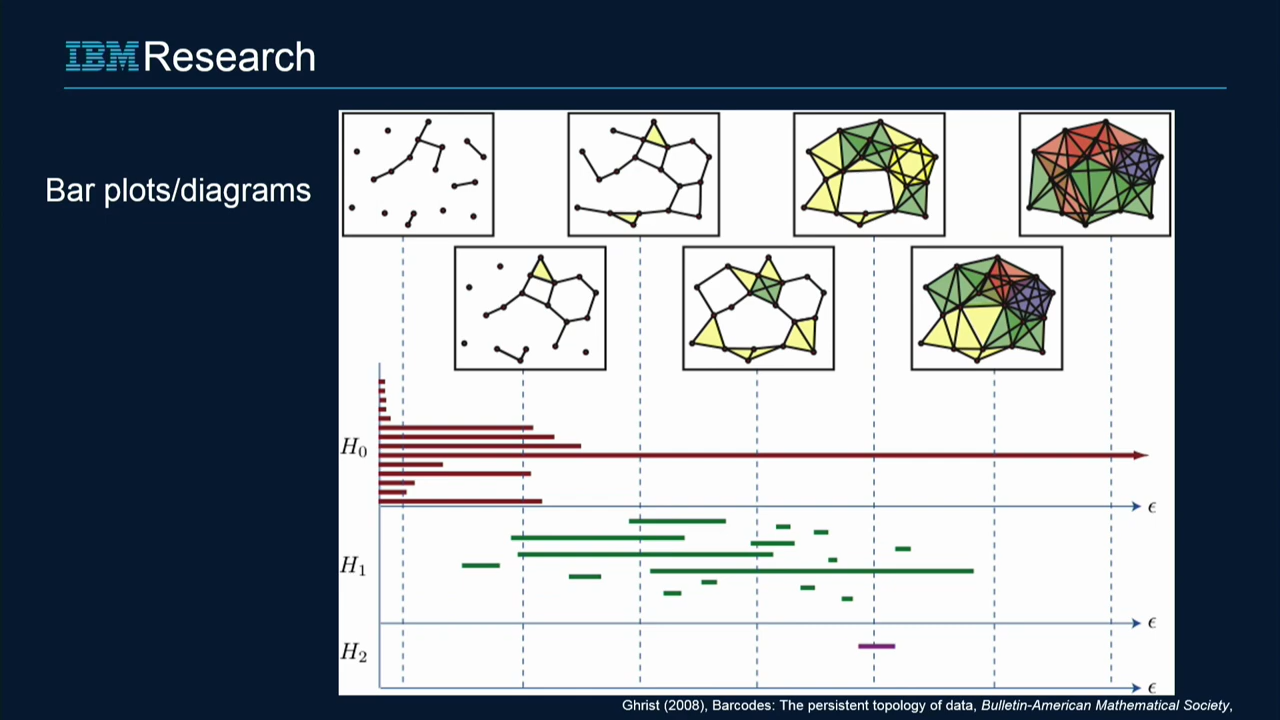 IBM Research
Bar plots/diagrams
H₀
ϵ
H₁
ϵ
H₂
ϵ
Ghrist (2008), Barcodes: The persistent topology of data, Bulletin-American Mathematical Society,